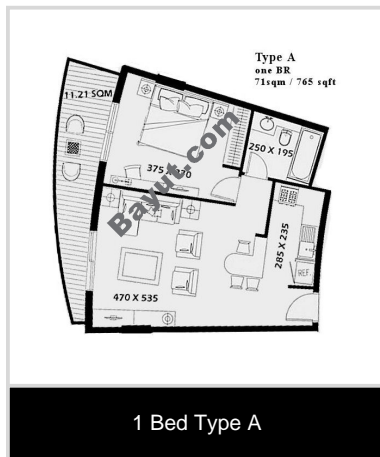 Type A
one BR
71sqm / 765 sqft
11.21 SQM
250 X 195
Bayut.com
285 X 235
REF
470 X 535
1 Bed Type A